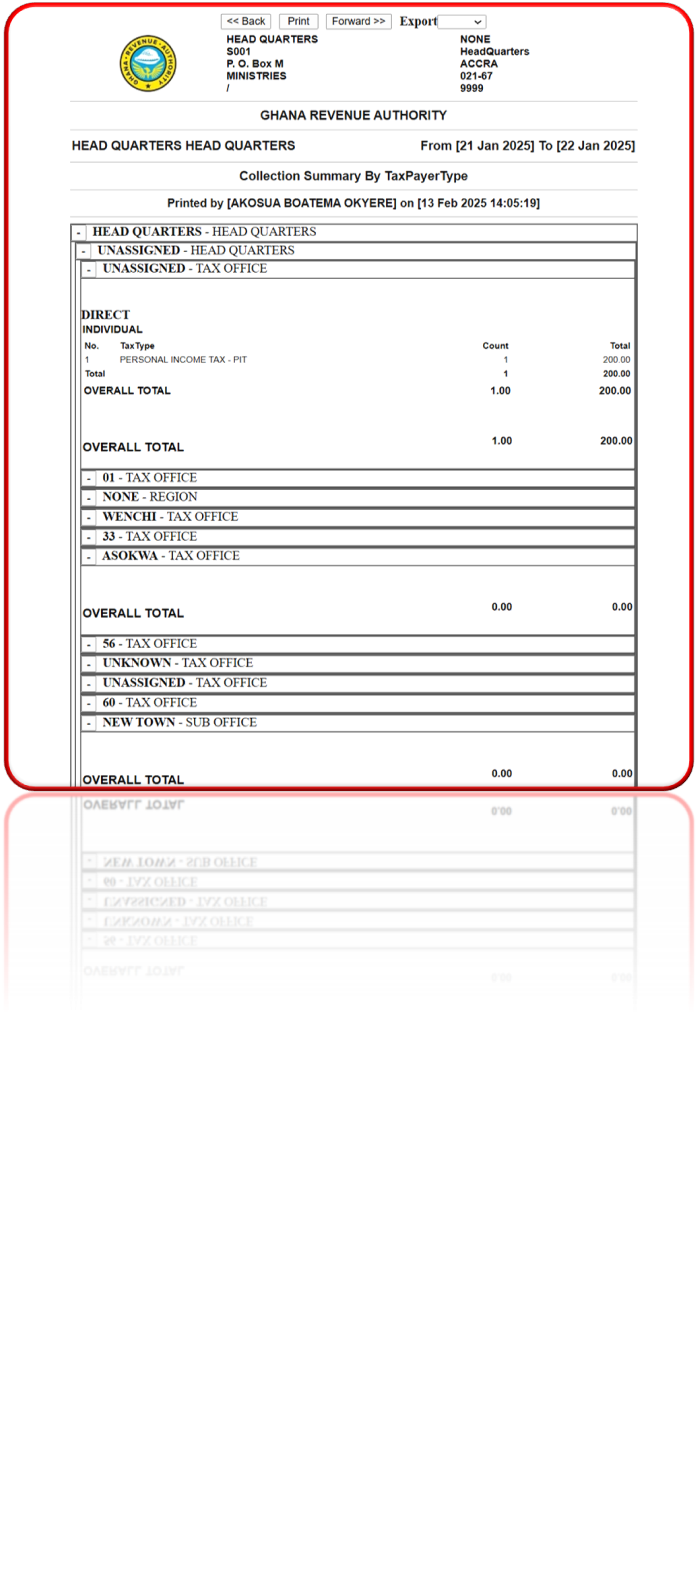 << Back Print Forward >> Export
HEAD QUARTERS NONE
S001 HeadQuarters
P. O. Box M ACCRA
MINISTRIES 021-67
/ 9999
GHANA REVENUE AUTHORITY
GHANA REVENUE AUTHORITY
HEAD QUARTERS HEAD QUARTERS From [21 Jan 2025] To [22 Jan 2025]
Collection Summary By TaxPayerType
Printed by [AKOSUA BOATEMA OKYERE] on [13 Feb 2025 14:05:19]
- HEAD QUARTERS - HEAD QUARTERS
- UNASSIGNED - HEAD QUARTERS
- UNASSIGNED - TAX OFFICE
DIRECT
INDIVIDUAL
No. TaxType Count Total
1 PERSONAL INCOME TAX - PIT 1 200.00
Total 1 200.00
OVERALL TOTAL 1.00 200.00
OVERALL TOTAL 1.00 200.00
- 01 - TAX OFFICE
- NONE - REGION
- WENCHI - TAX OFFICE
- 33 - TAX OFFICE
- ASOKWA - TAX OFFICE
OVERALL TOTAL 0.00 0.00
- 56 - TAX OFFICE
- UNKNOWN - TAX OFFICE
- UNASSIGNED - TAX OFFICE
- 60 - TAX OFFICE
- NEW TOWN - SUB OFFICE
OVERALL TOTAL 0.00 0.00